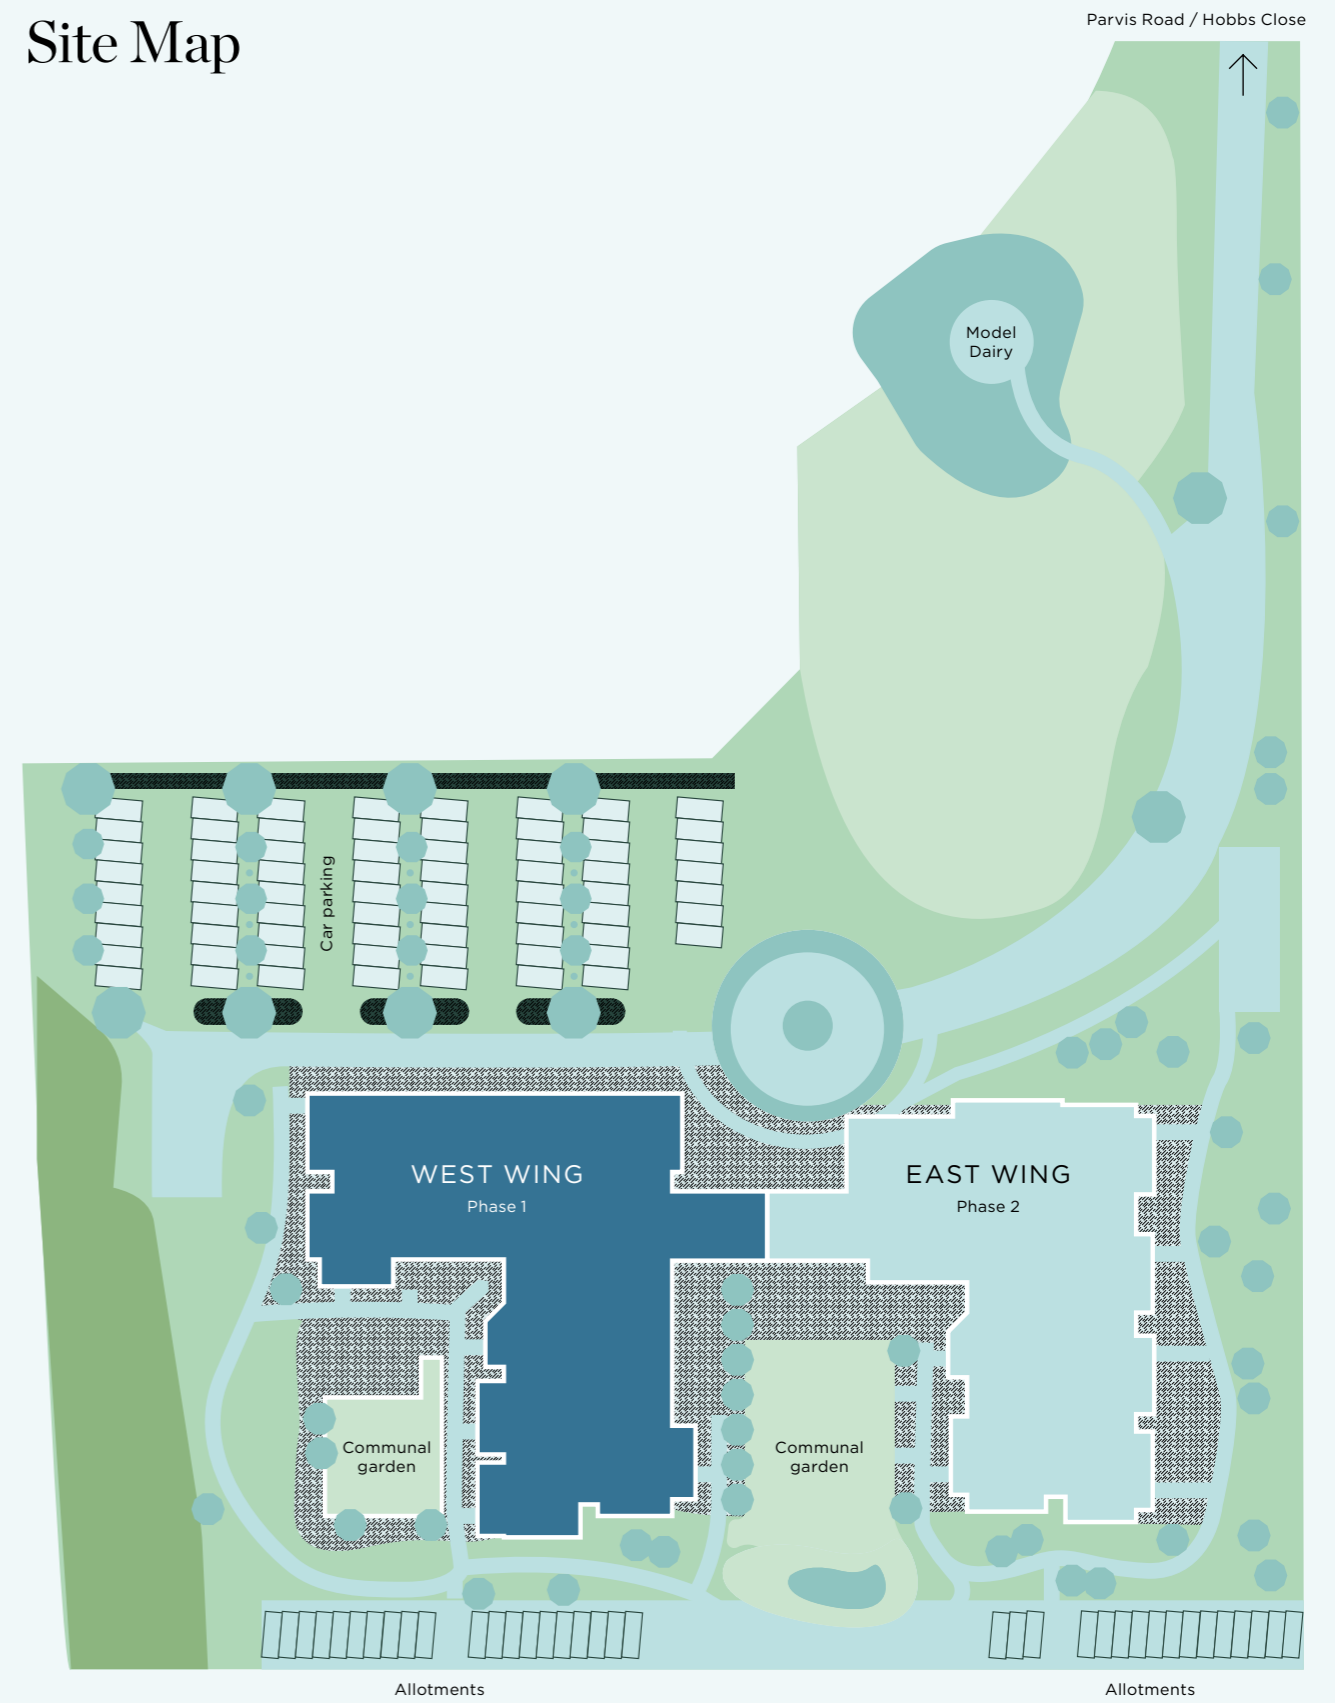 Parvis Road / Hobbs Close
Site Map
Model
Dairy
Car parking
WEST WING
Phase 1
EAST WING
Phase 2
Communal
garden
Communal
garden
Allotments
Allotments